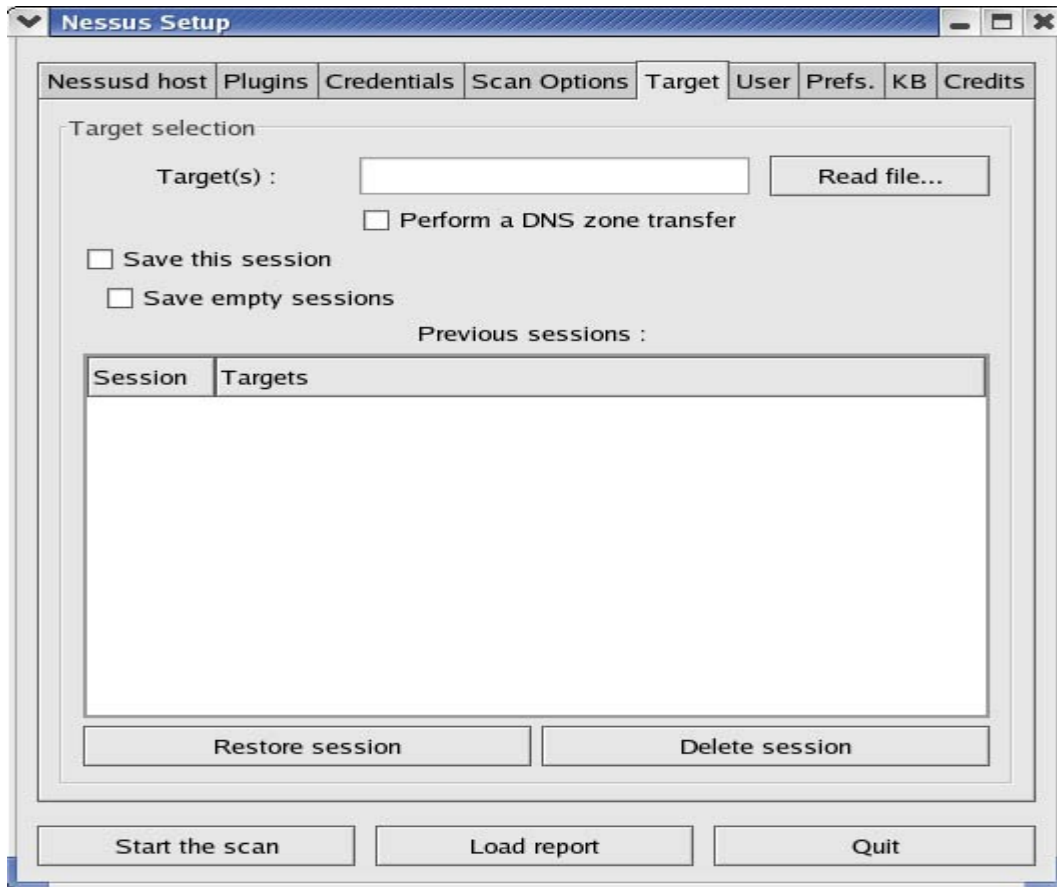 Nessus Setup
Nessusd host Plugins Credentials Scan Options Target User Prefs. KB Credits
Target selection
Target(s) : Read file...
Perform a DNS zone transfer
Save this session
Save empty sessions
Previous sessions :
Session Targets
Restore session Delete session
Start the scan Load report Quit